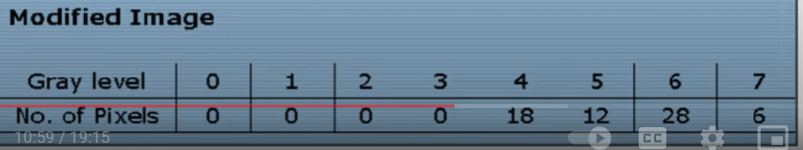 Modified Image
Gray level 0 1 2 3 4 5 6 7
No. of Pixels 0 0 0 0 18 12 28 6
10:59 / 19:15
CC